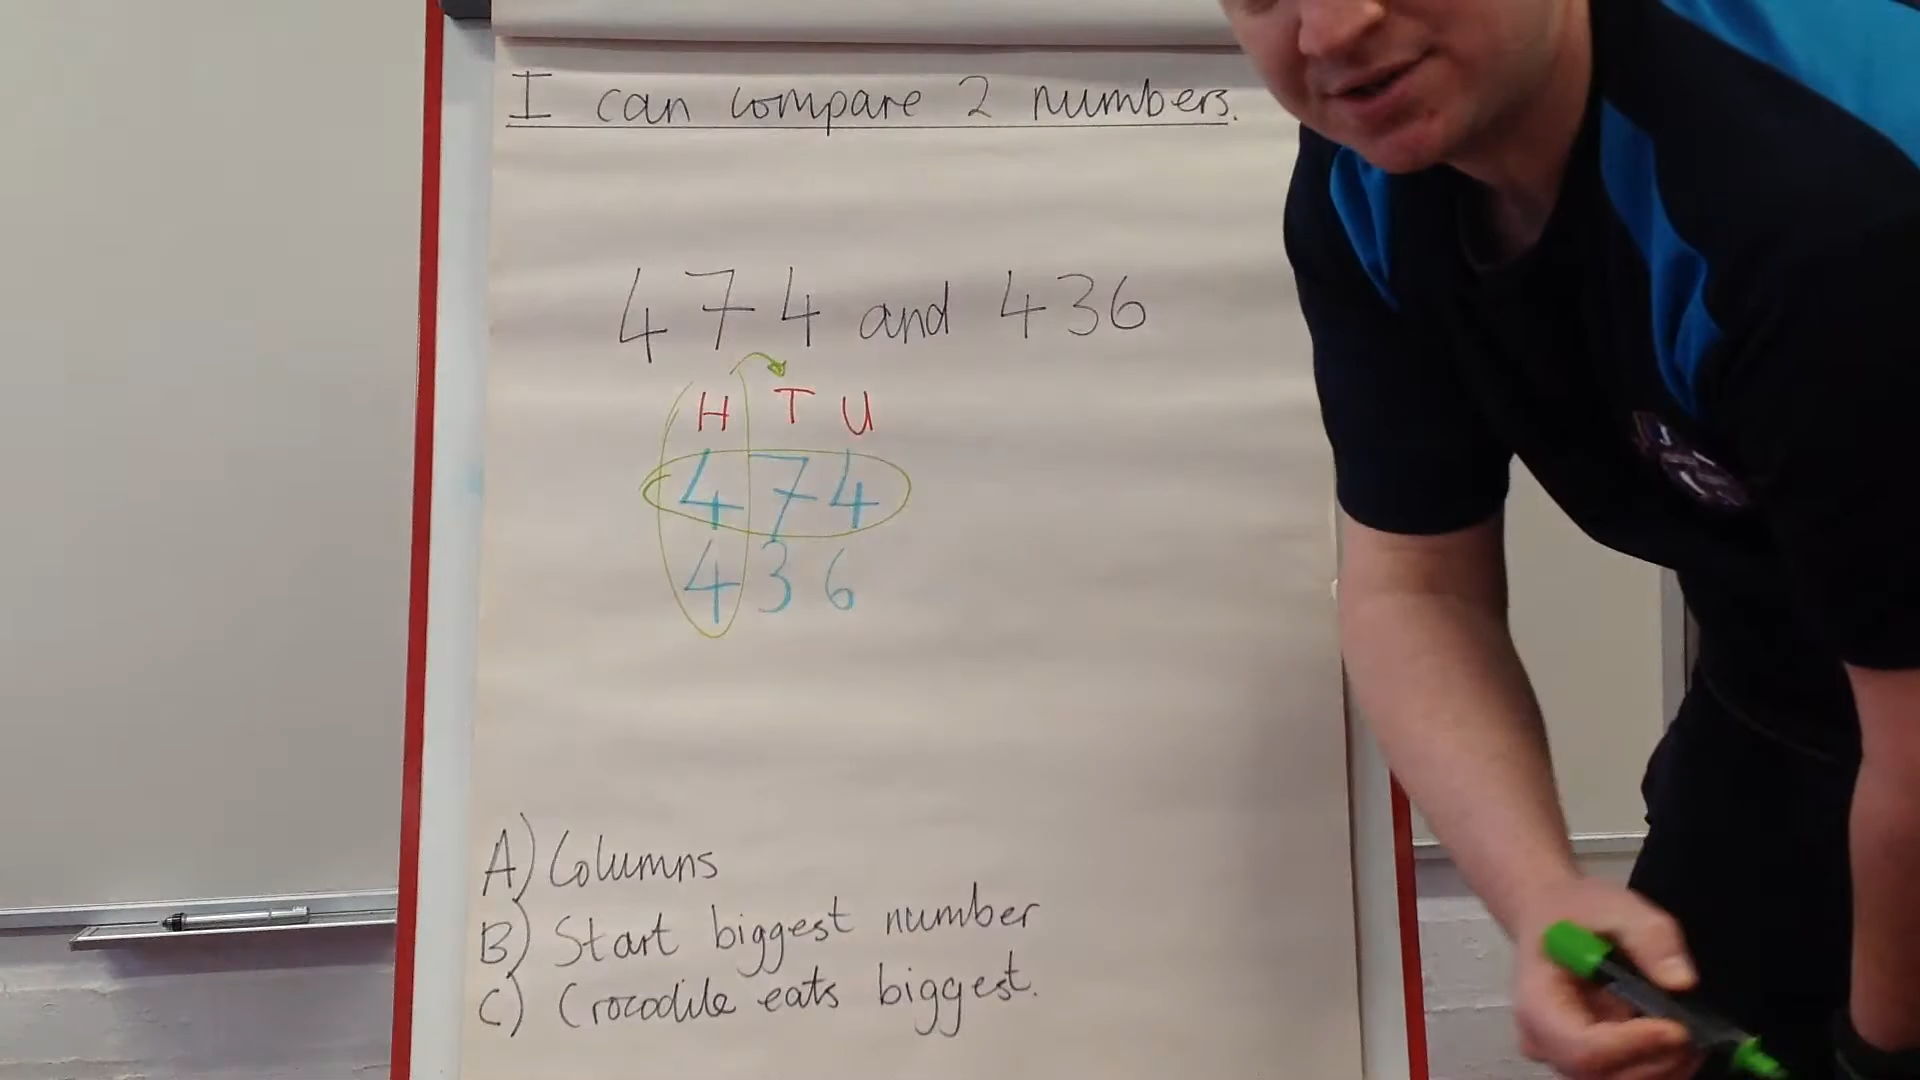 I can compare 2 numbers.
474 and 436
H T U
474
436
A) Columns
B) Start biggest number
C) Crocodile eats biggest.